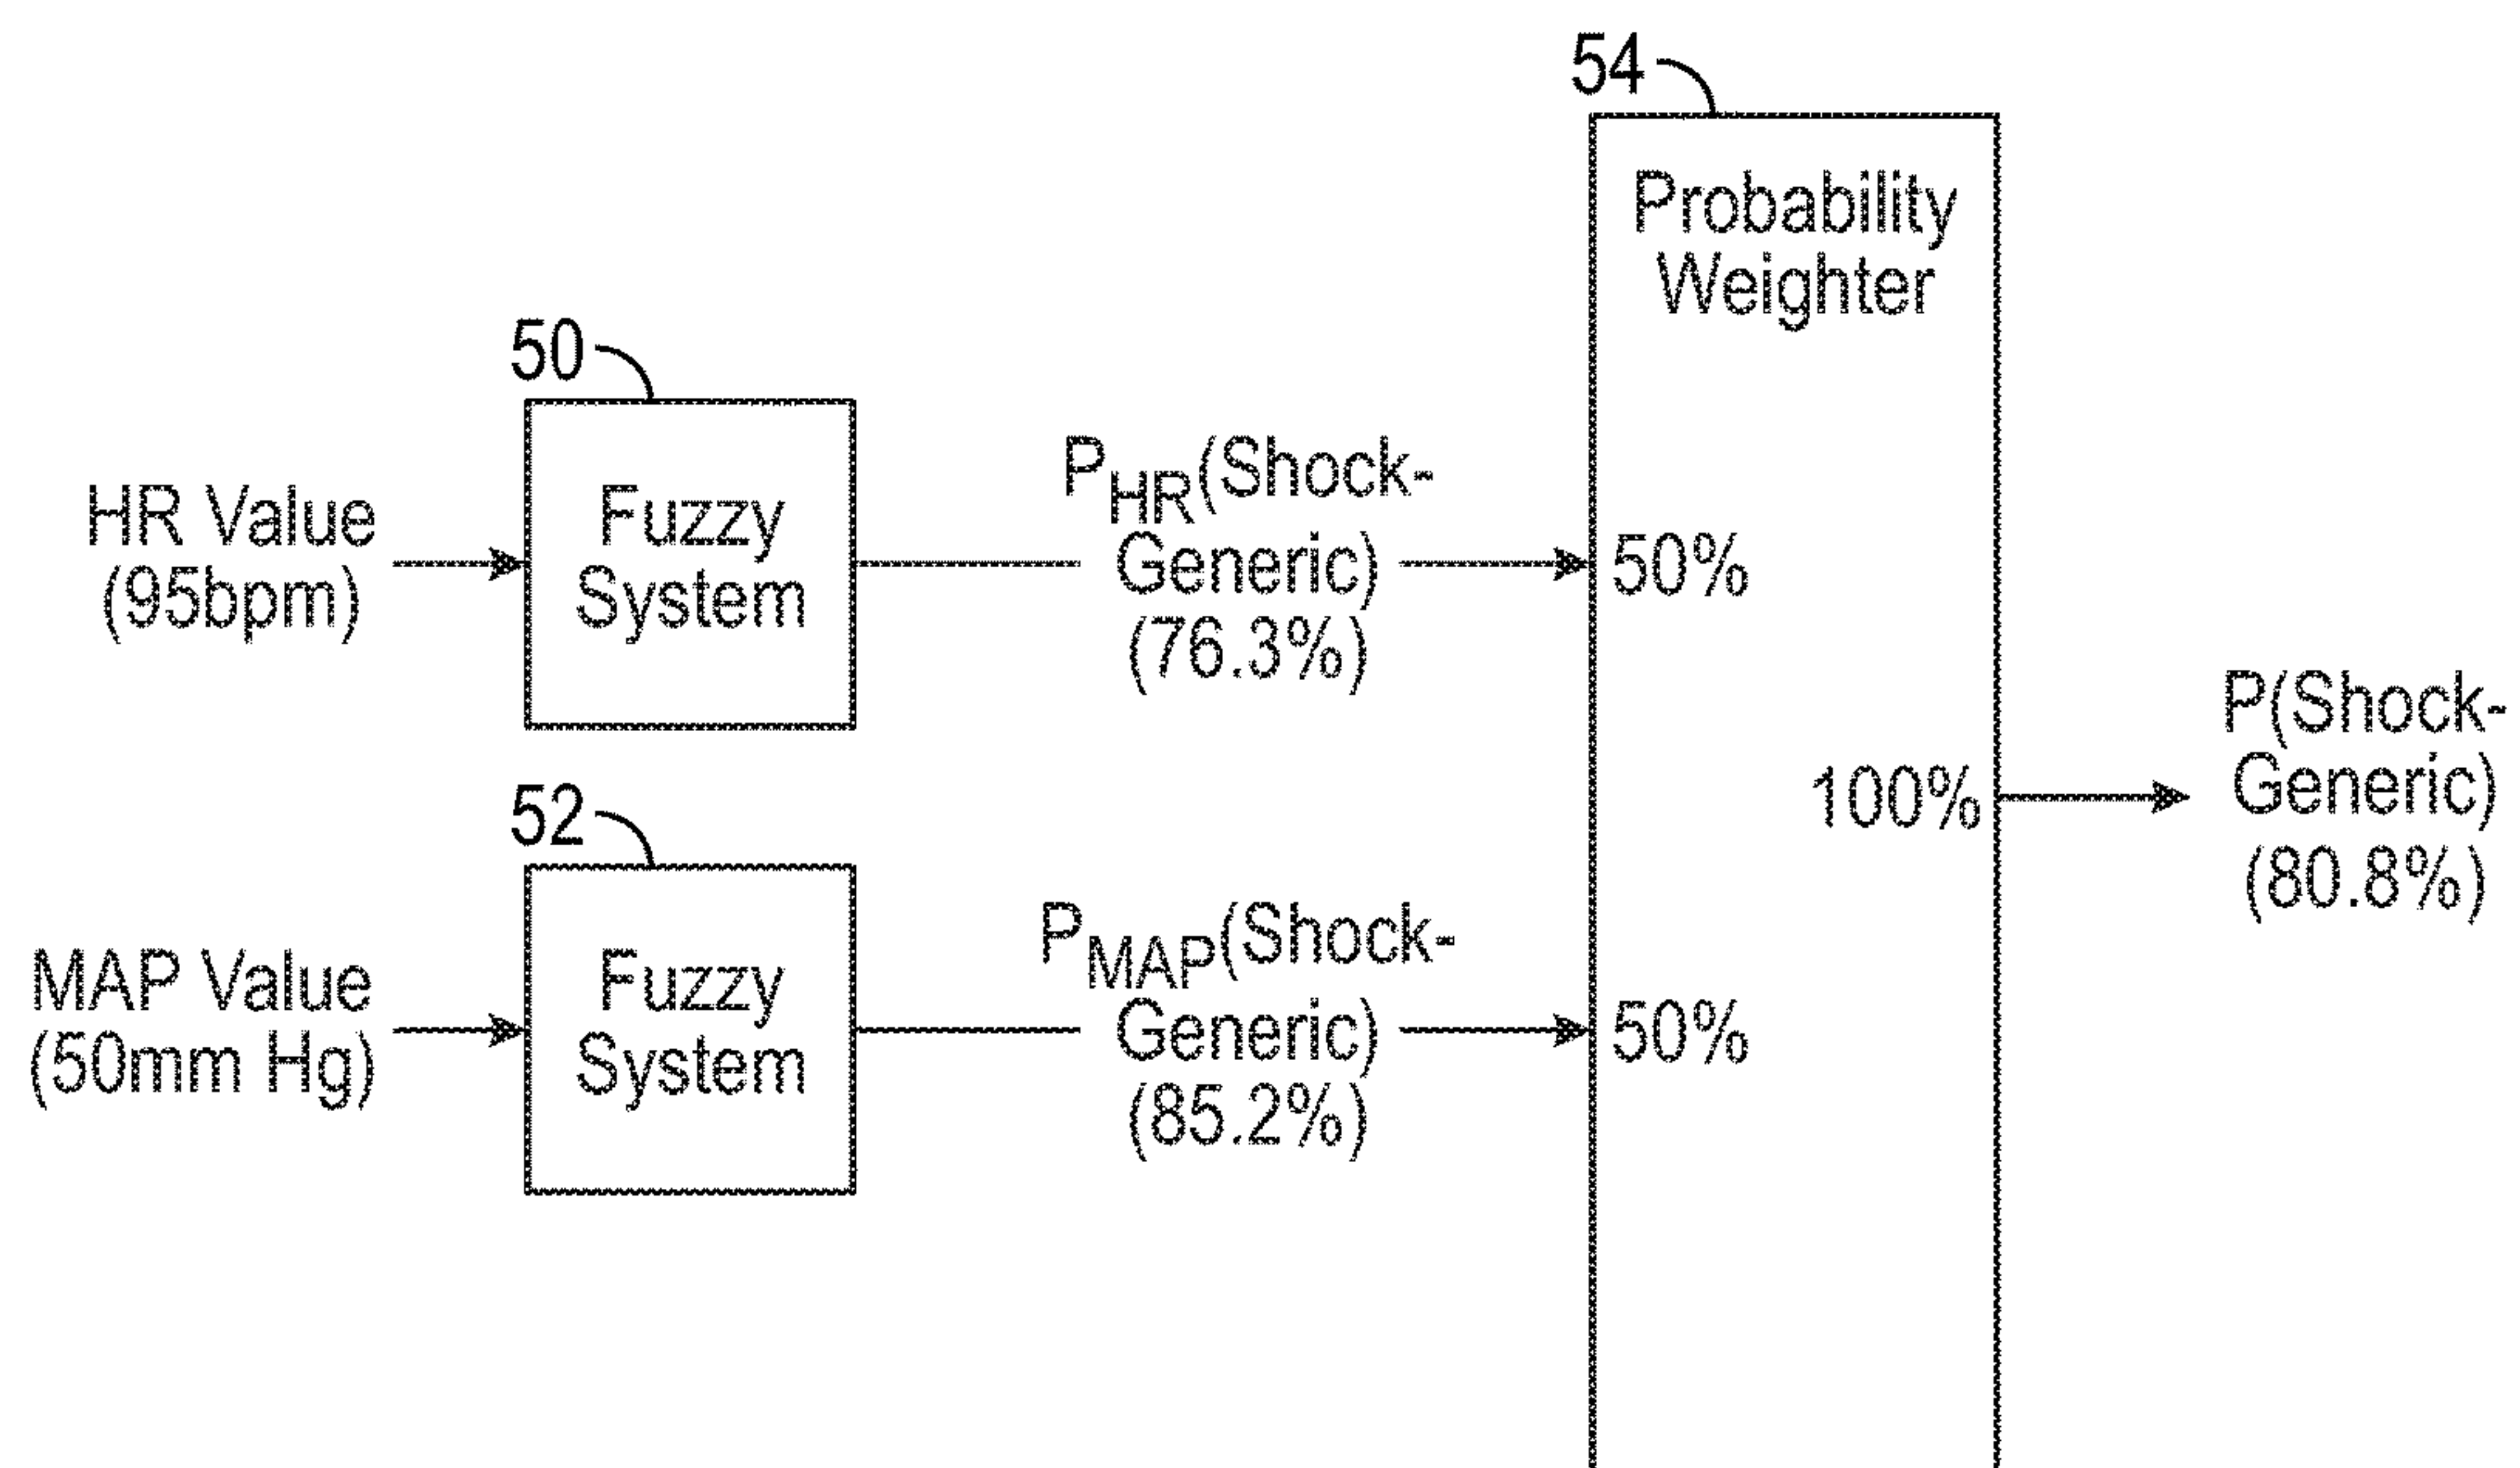 54
Probability
Weighter
50
HR Value
(95bpm)
Fuzzy
System
PHR(Shock-
Generic)
(76.3%)
50%
52
MAP Value
(50mm Hg)
Fuzzy
System
PMAP(Shock-
Generic)
(85.2%)
50%
100%
P(Shock-
Generic)
(80.8%)